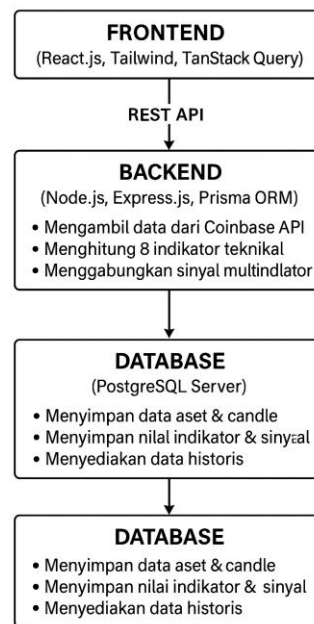 FRONTEND
(React.js, Tailwind, TanStack Query)
REST API
BACKEND
(Node.js, Express.js, Prisma ORM)
• Mengambil data dari Coinbase API
• Menghitung 8 indikator teknikal
• Menggabungkan sinyal multindlator
DATABASE
(PostgreSQL Server)
• Menyimpan data aset & candle
• Menyimpan nilal indikator & sinyal
• Menyediakan data historis
DATABASE
• Menyimpan data aset & candle
• Menyimpan nilai indikator & sinyal
• Menyediakan data historis